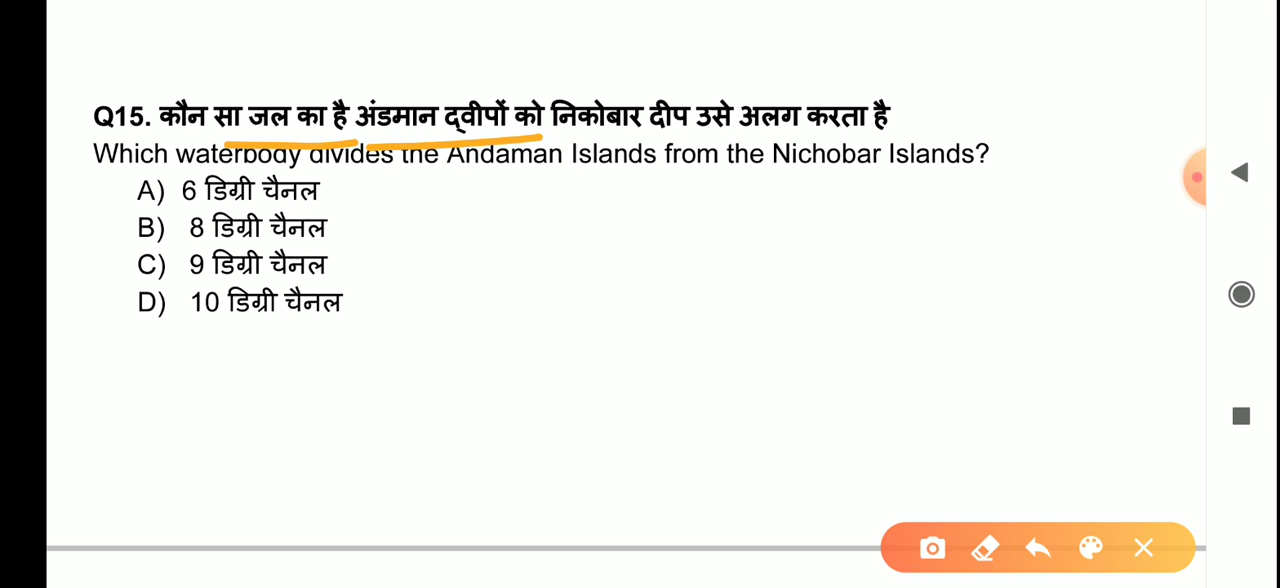 Q15. कौन सा जल का है अंडमान द्वीपों को निकोबार दीप उसे अलग करता है
Which waterbody divides the Andaman Islands from the Nichobar Islands?
A) 6 डिग्री चैनल
B) 8 डिग्री चैनल
C) 9 डिग्री चैनल
D) 10 डिग्री चैनल